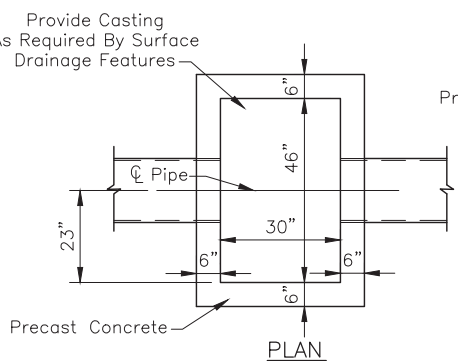 Provide Casting
As Required By Surface
Drainage Features
6"
Pr
46"
℄ Pipe
23"
30"
6"
6"
6"
Precast Concrete
PLAN